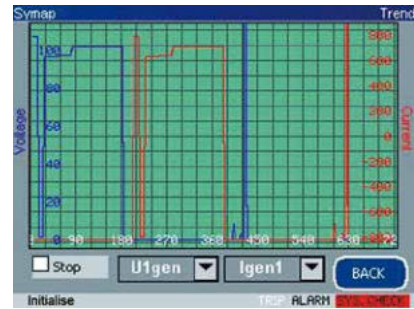 Symap Trend
800
100
600
80 400
200
60 0
Voltage Current
40 -200
-400
20
-600
0 -800
90 180 270 360 450 540 630
Stop U1gen Igen1 BACK
Initialise TRIP ALARM SYS.CHECK